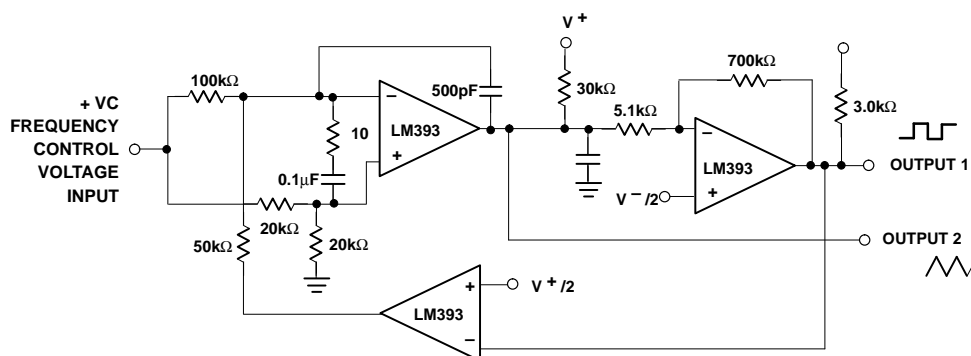 V+
100kΩ
+ VC
FREQUENCY
CONTROL
VOLTAGE
INPUT
500pF
30kΩ
700kΩ
5.1kΩ
3.0kΩ
–
LM393
+
10
0.1µF
–
LM393
+
V–/2
OUTPUT 1
20kΩ
50kΩ
20kΩ
OUTPUT 2
+
V+/2
LM393
–